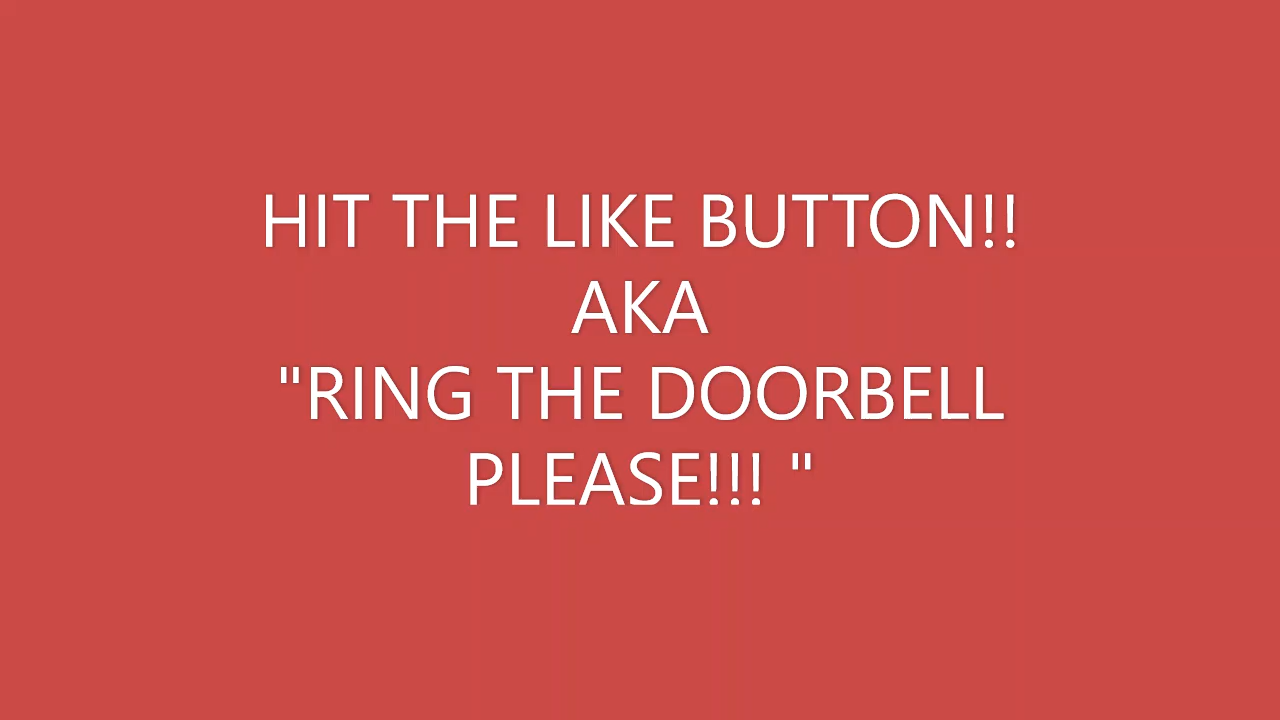 HIT THE LIKE BUTTON!!
AKA
"RING THE DOORBELL
PLEASE!!! "